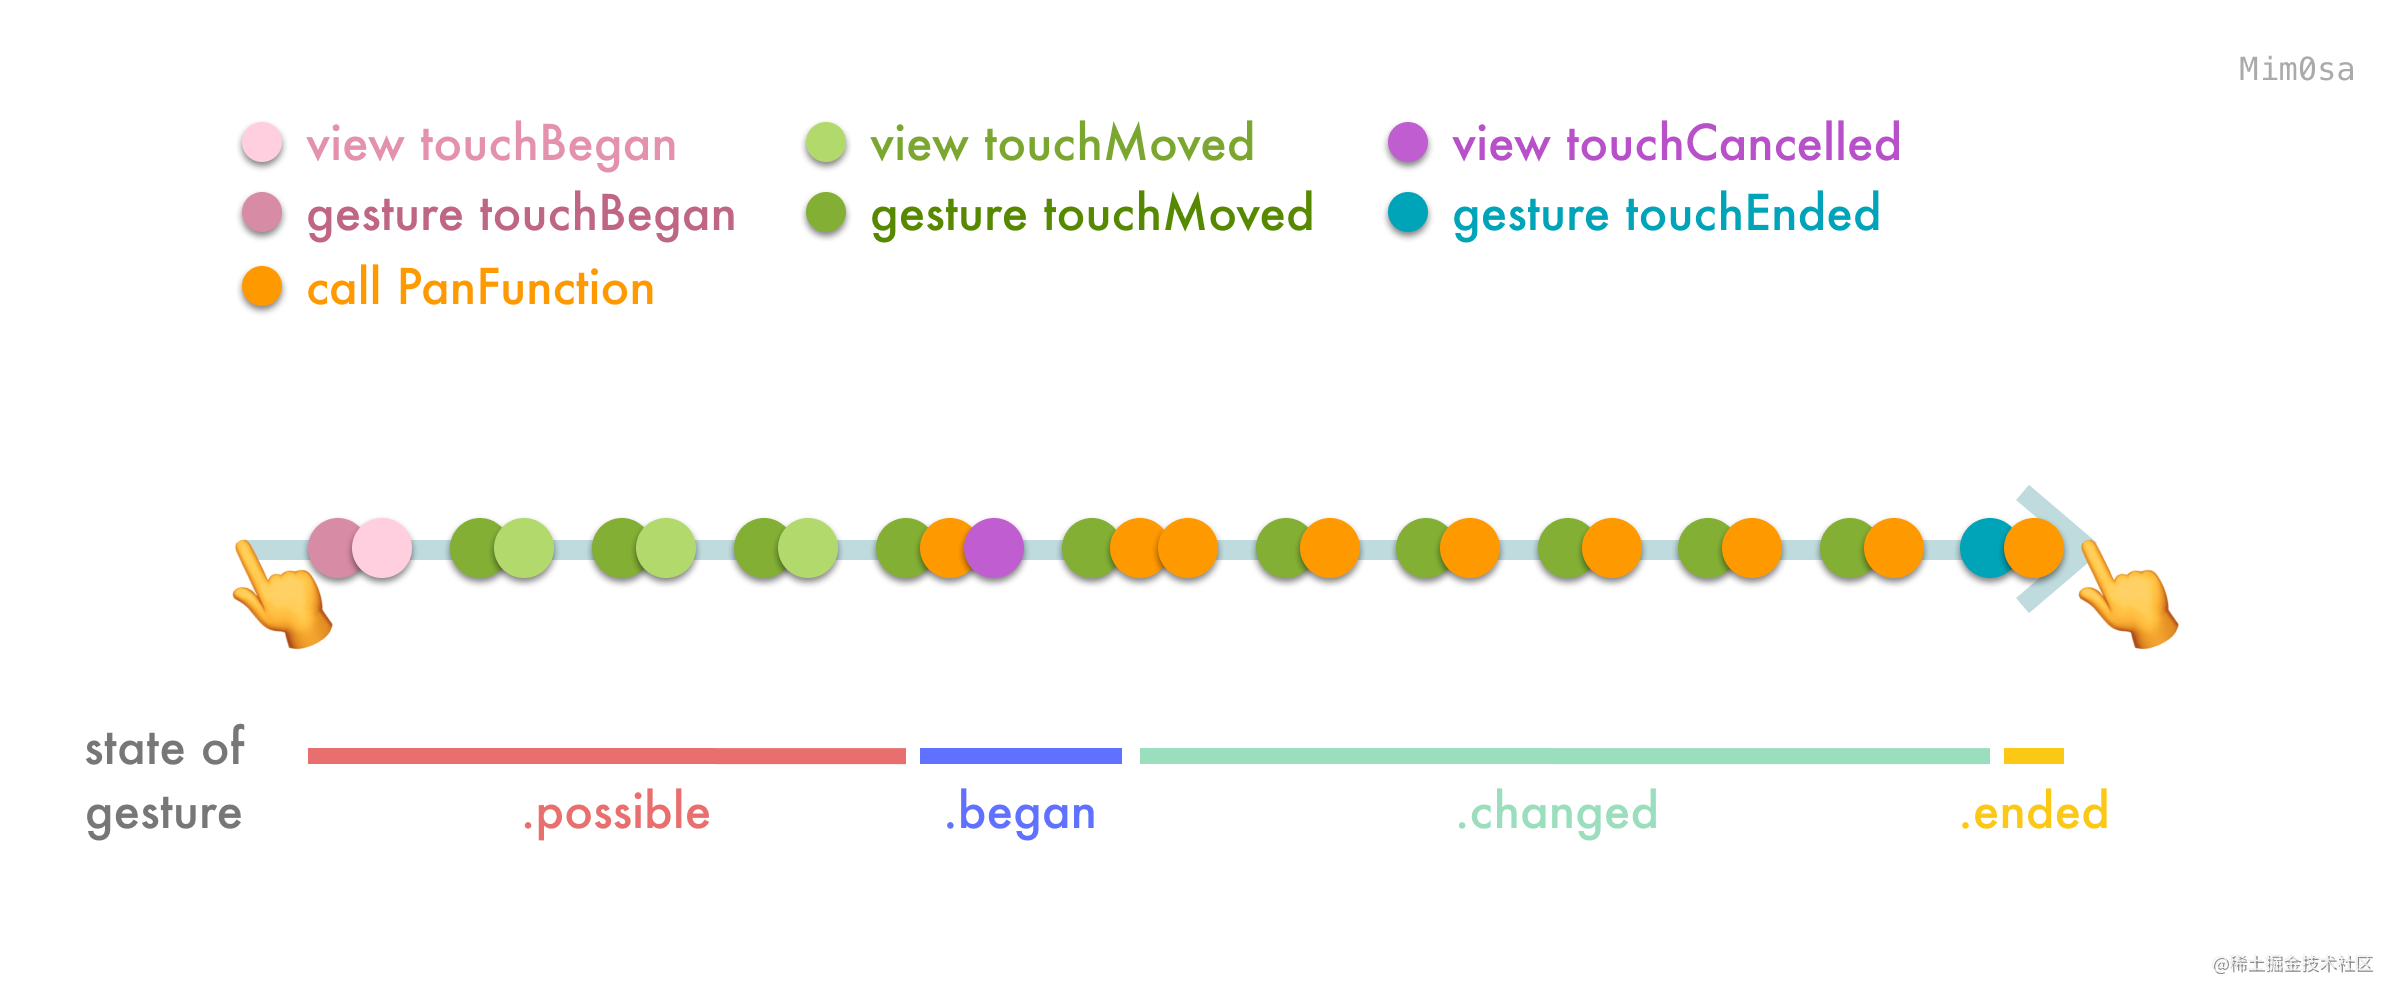 Mim0sa
view touchBegan
view touchMoved
view touchCancelled
gesture touchBegan
gesture touchMoved
gesture touchEnded
call PanFunction
state of
gesture
.possible
.began
.changed
.ended
@稀土掘金技术社区